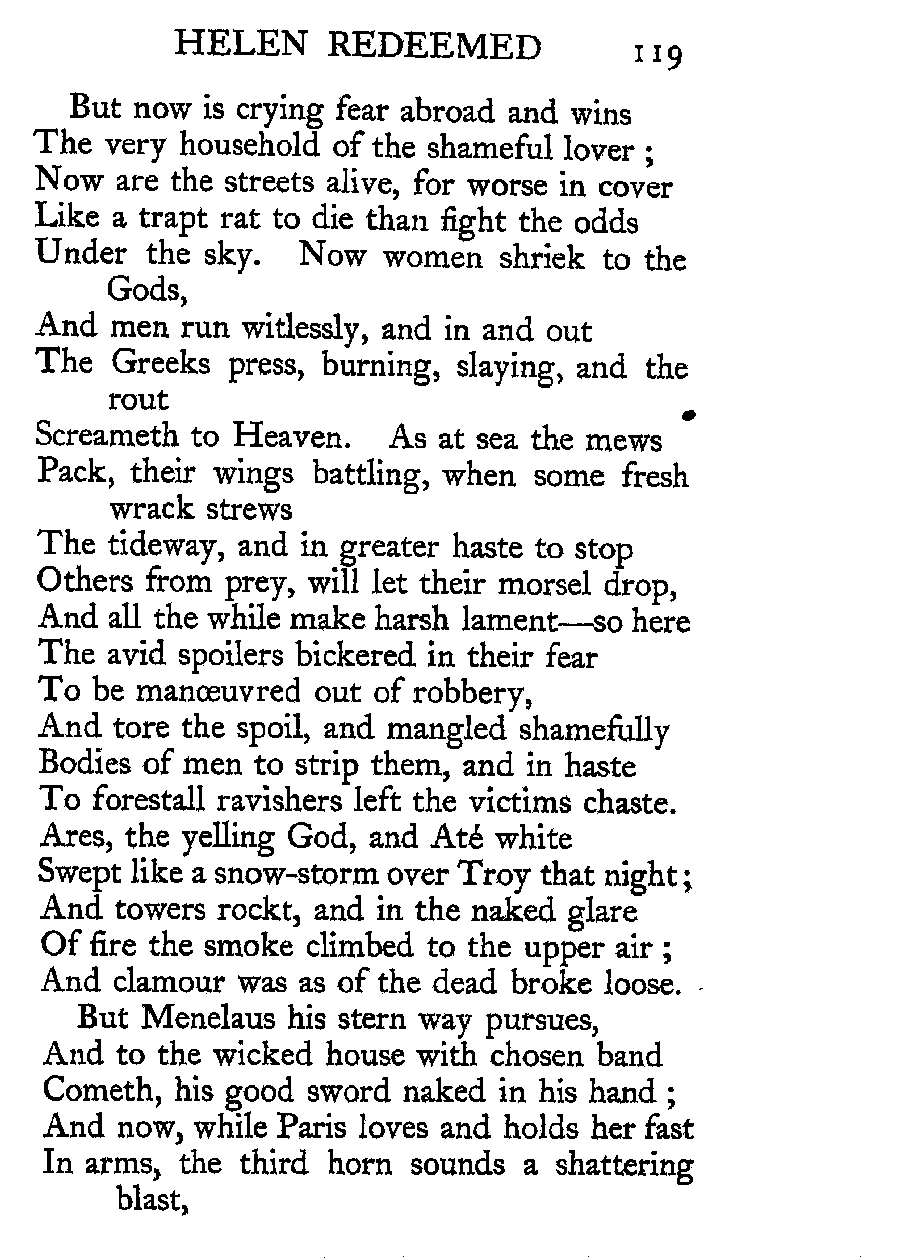 HELEN REDEEMED 119
But now is crying fear abroad and wins
The very household of the shameful lover ;
Now are the streets alive, for worse in cover
Like a trapt rat to die than fight the odds
Under the sky. Now women shriek to the
Gods,
And men run witlessly, and in and out
The Greeks press, burning, slaying, and the
rout
Screameth to Heaven. As at sea the mews
Pack, their wings battling, when some fresh
wrack strews
The tideway, and in greater haste to stop
Others from prey, will let their morsel drop,
And all the while make harsh lament—so here
The avid spoilers bickered in their fear
To be manœuvred out of robbery,
And tore the spoil, and mangled shamefully
Bodies of men to strip them, and in haste
To forestall ravishers left the victims chaste.
Ares, the yelling God, and Até white
Swept like a snow-storm over Troy that night ;
And towers rockt, and in the naked glare
Of fire the smoke climbed to the upper air ;
And clamour was as of the dead broke loose.
But Menelaus his stern way pursues,
And to the wicked house with chosen band
Cometh, his good sword naked in his hand ;
And now, while Paris loves and holds her fast
In arms, the third horn sounds a shattering
blast,